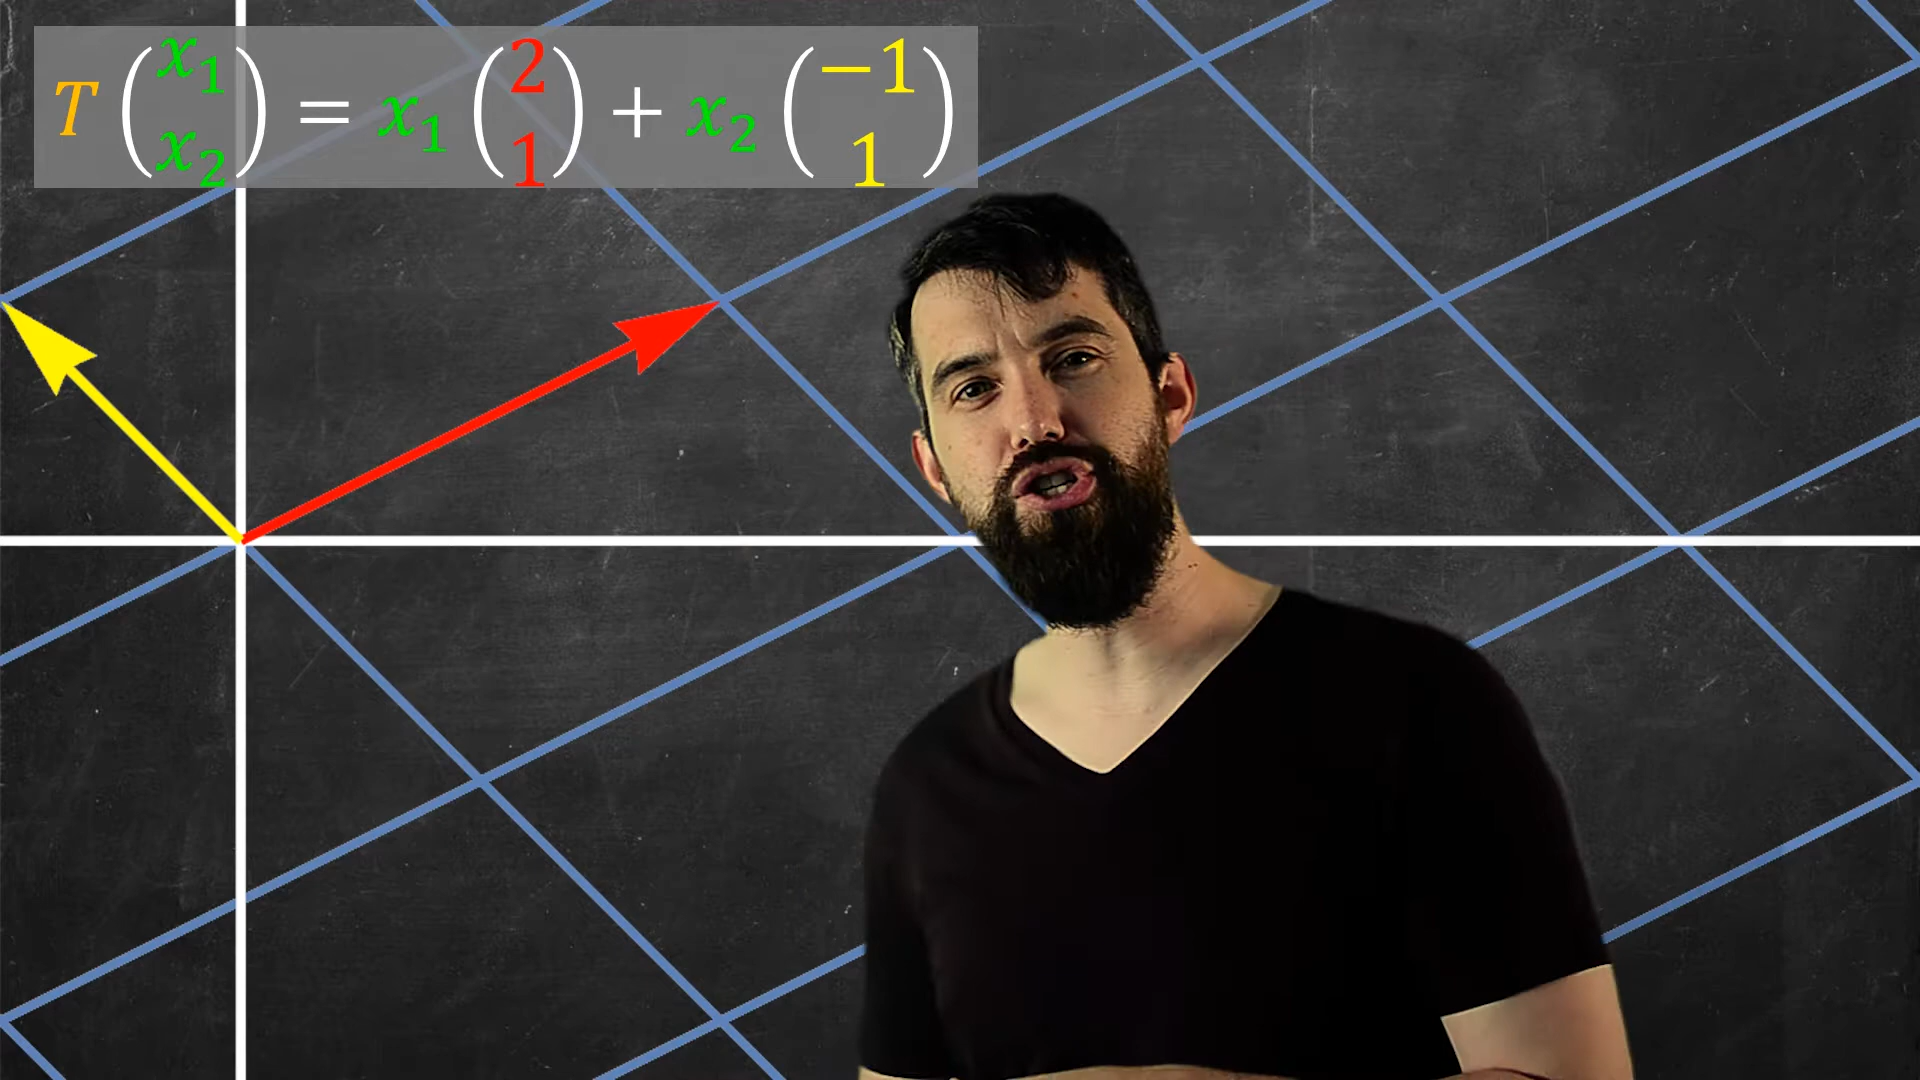 T(x₁ x₂) = x₁(2 1) + x₂(−1 1)